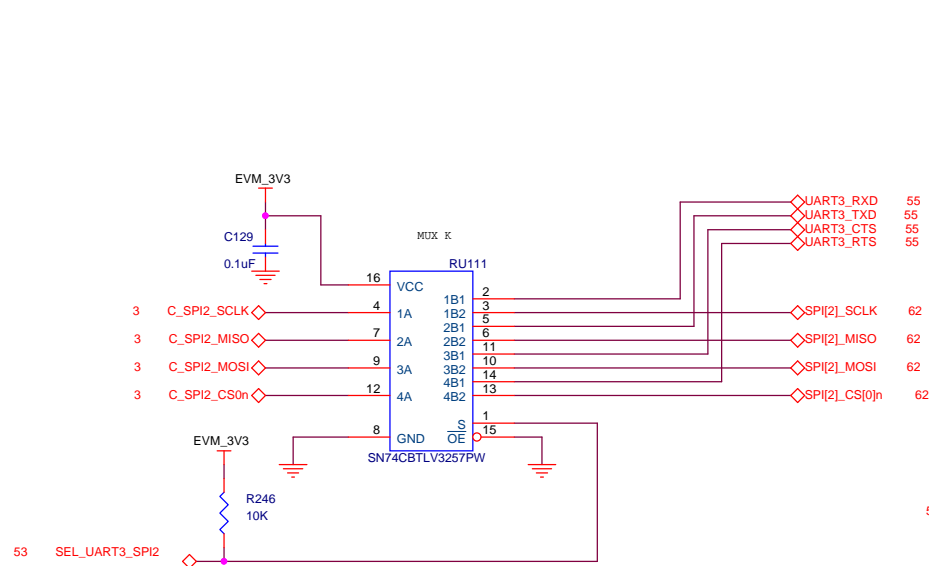 EVM_3V3
C129
0.1uF
MUX K
RU111
UART3_RXD 55
UART3_TXD 55
UART3_CTS 55
UART3_RTS 55
16 VCC
1B1 2
3 C_SPI2_SCLK 4 1A 1B2 3 SPI[2]_SCLK 62
2B1 5
3 C_SPI2_MISO 7 2A 2B2 6 SPI[2]_MISO 62
3B1 11
3 C_SPI2_MOSI 9 3A 3B2 10 SPI[2]_MOSI 62
4B1 14
3 C_SPI2_CS0n 12 4A 4B2 13 SPI[2]_CS[0]n 62
S 1
8 GND OE 15
SN74CBTLV3257PW
EVM_3V3
R246
10K
53 SEL_UART3_SPI2